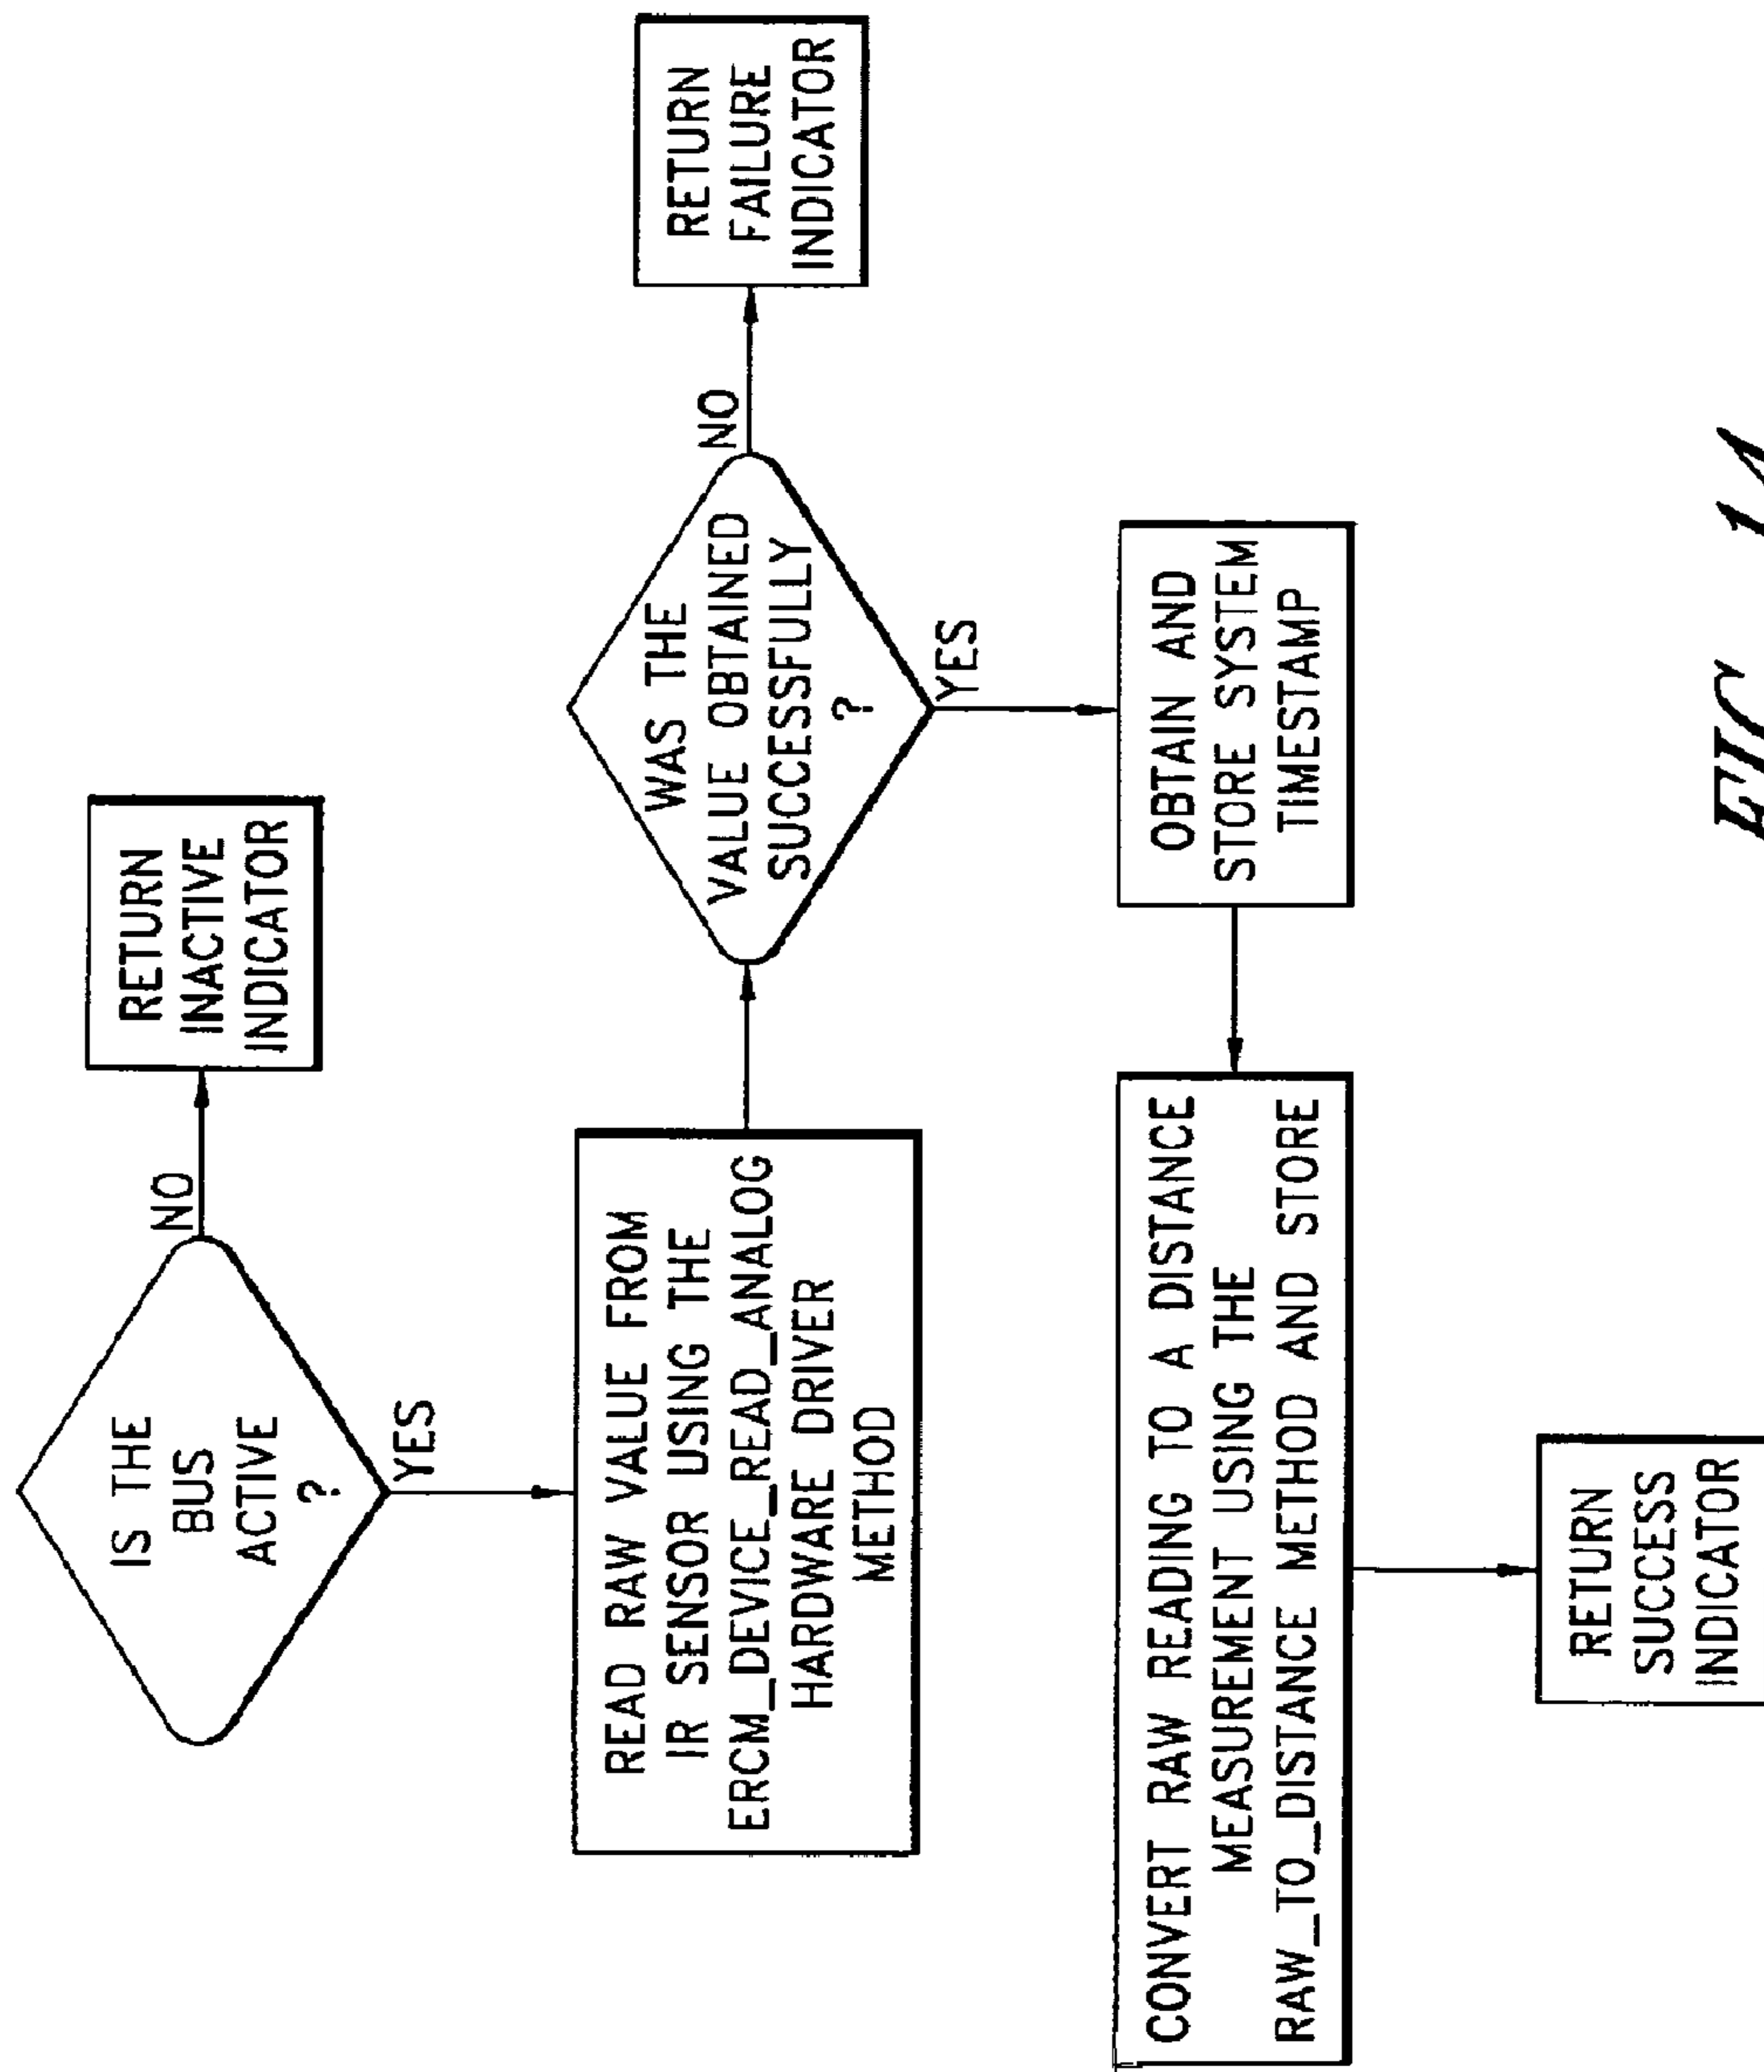 IS THE
BUS
ACTIVE
?
NO
RETURN
INACTIVE
INDICATOR
YES
READ RAW VALUE FROM
IR SENSOR USING THE
ERCM_DEVICE_READ_ANALOG
HARDWARE DRIVER
METHOD
WAS THE
VALUE OBTAINED
SUCCESSFULLY
?
NO
RETURN
FAILURE
INDICATOR
YES
OBTAIN AND
STORE SYSTEM
TIMESTAMP
CONVERT RAW READING TO A DISTANCE
MEASUREMENT USING THE
RAW_TO_DISTANCE METHOD AND STORE
RETURN
SUCCESS
INDICATOR
FIG. 14